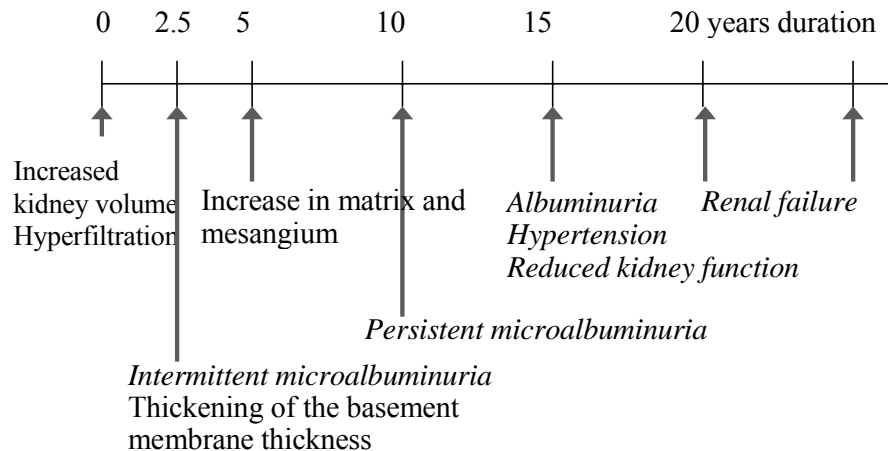 0 2.5 5 10 15 20 years duration
Increased
kidney volume
Hyperfiltration
Increase in matrix and
mesangium
Albuminuria
Hypertension
Reduced kidney function
Renal failure
Persistent microalbuminuria
Intermittent microalbuminuria
Thickening of the basement
membrane thickness